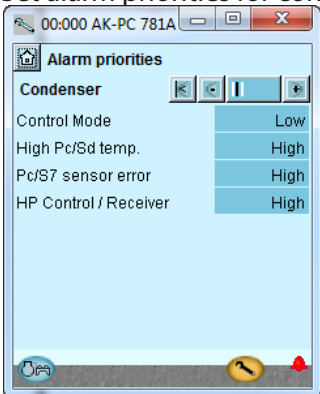 00:000 AK-PC 781A
Alarm priorities
Condenser
Control Mode Low
High Pc/Sd temp. High
Pc/S7 sensor error High
HP Control / Receiver High